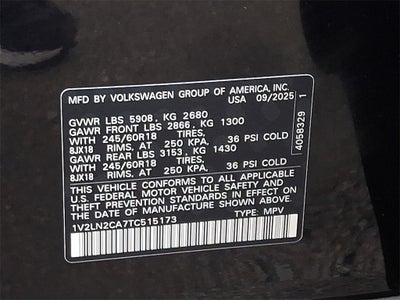 MFD BY VOLKSWAGEN GROUP OF AMERICA, INC.
USA 09/2025
GVWR LBS 5908, KG 2680
GAWR FRONT LBS 2866, KG 1300
WITH 245/60R18 TIRES,
8JX18 RIMS, AT 250 KPA, 36 PSI COLD
GAWR REAR LBS 3153, KG 1430
WITH 245/60R18 TIRES,
8JX18 RIMS, AT 250 KPA, 36 PSI COLD
THIS VEHICLE CONFORMS TO ALL APPLICABLE
U.S. FEDERAL MOTOR VEHICLE SAFETY AND
THEFT PREVENTION STANDARDS IN EFFECT ON
THE DATE OF MANUFACTURE SHOWN ABOVE.
1V2LN2CA7TC515173 TYPE: MPV
4058329 1